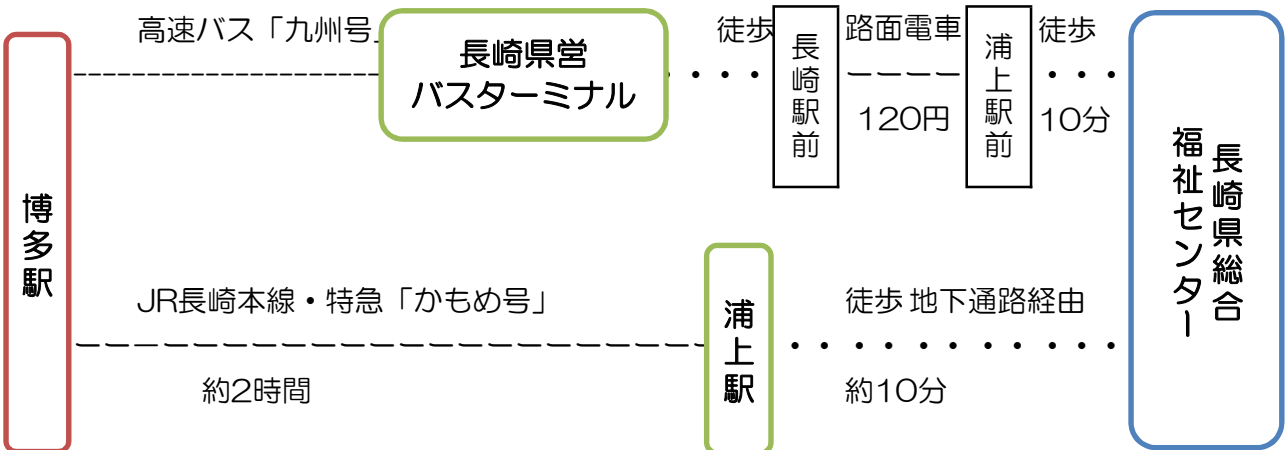 高速バス「九州号」
徒歩
路面電車
徒歩
長崎県営
バスターミナル
長崎駅前
浦上駅前
120円
10分
博多駅
長崎県総合
福祉センター
JR長崎本線・特急「かもめ号」
浦上駅
徒歩 地下通路経由
約2時間
約10分